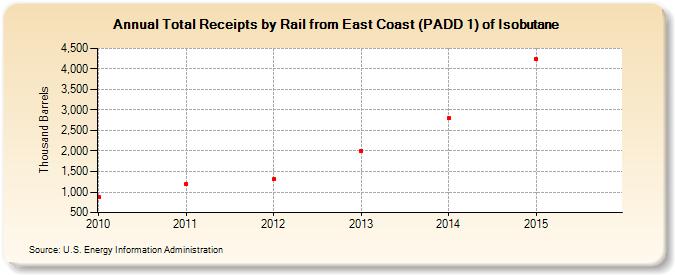 Annual Total Receipts by Rail from East Coast (PADD 1) of Isobutane
Thousand Barrels
4,500
4,000
3,500
3,000
2,500
2,000
1,500
1,000
500
2010 2011 2012 2013 2014 2015
Source: U.S. Energy Information Administration